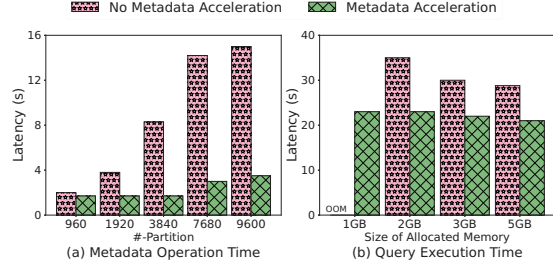 No Metadata Acceleration Metadata Acceleration
16
12
8
4
0
Latency (s)
960 1920 3840 7680 9600
#-Partition
(a) Metadata Operation Time
40
30
20
10
0
Latency (s)
OOM
1GB 2GB 3GB 5GB
Size of Allocated Memory
(b) Query Execution Time